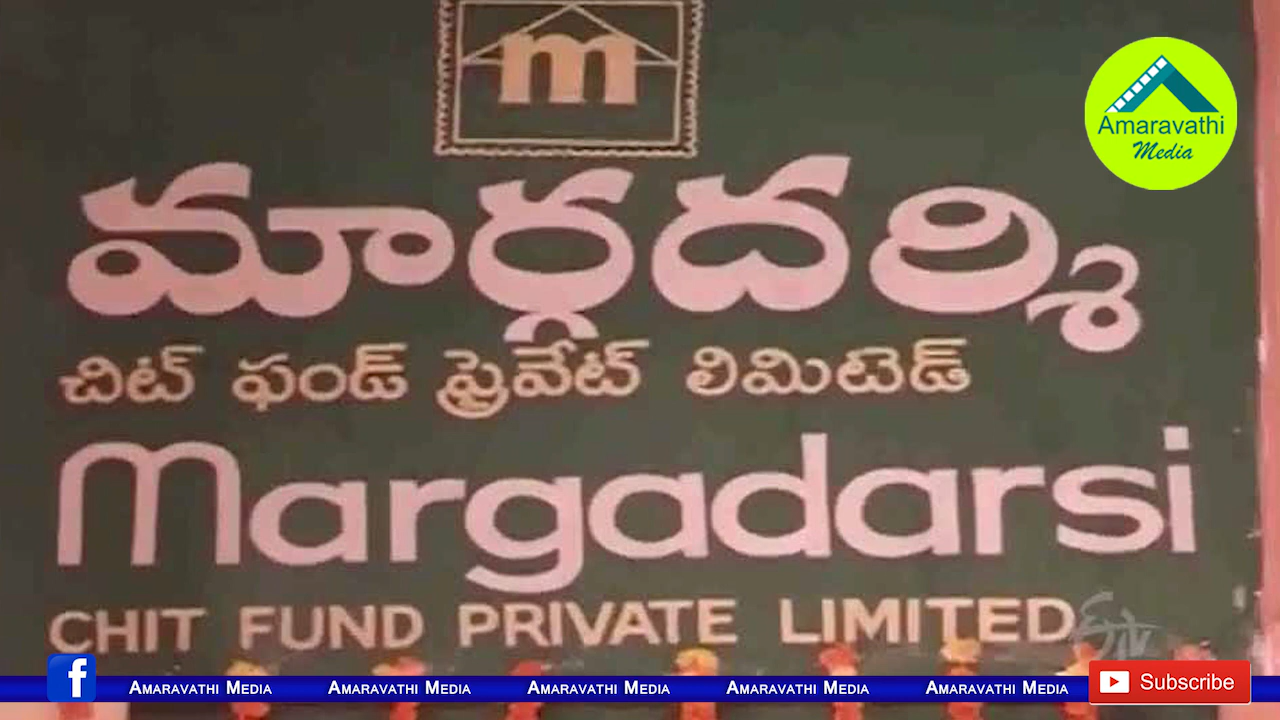 m
Amaravathi
Media
మార్గదర్శి
చిట్ ఫండ్ ప్రైవేట్ లిమిటెడ్
Margadarsi
CHIT FUND PRIVATE LIMITED
ETV
f AMARAVATHI MEDIA AMARAVATHI MEDIA AMARAVATHI MEDIA AMARAVATHI MEDIA AMARAVATHI MEDIA Subscribe